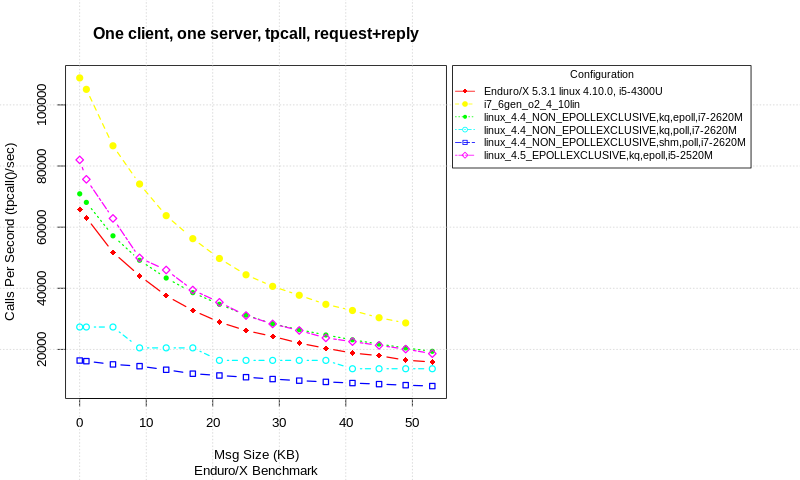 One client, one server, tpcall, request+reply
Calls Per Second (tpcall()/sec)
100000
80000
60000
40000
20000
0 10 20 30 40 50
Msg Size (KB)
Enduro/X Benchmark
Configuration
Enduro/X 5.3.1 linux 4.10.0, i5-4300U
i7_6gen_o2_4_10lin
linux_4.4_NON_EPOLLEXCLUSIVE,kq,epoll,i7-2620M
linux_4.4_NON_EPOLLEXCLUSIVE,kq,poll,i7-2620M
linux_4.4_NON_EPOLLEXCLUSIVE,shm,poll,i7-2620M
linux_4.5_EPOLLEXCLUSIVE,kq,epoll,i5-2520M